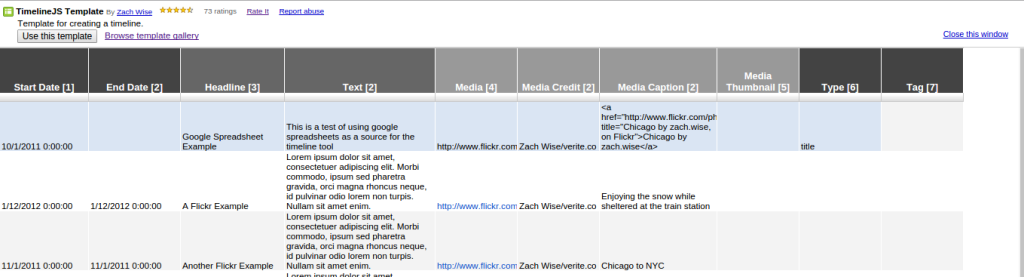 TimelineJS Template By Zach Wise 73 ratings Rate It Report abuse
Template for creating a timeline.
Use this template Browse template gallery Close this window
Start Date [1] End Date [2] Headline [3] Text [2] Media [4] Media Credit [2] Media Caption [2] Media Thumbnail [5] Type [6] Tag [7]
10/1/2011 0:00:00
Google Spreadsheet
Example
This is a test of using google
spreadsheets as a source for the
timeline tool
http://www.flickr.com
Zach Wise/verite.co
<a
href="http://www.flickr.com/ph
title="Chicago by zach.wise,
on Flickr">Chicago by
zach.wise</a>
title
1/12/2012 0:00:00
1/12/2012 0:00:00
A Flickr Example
Lorem ipsum dolor sit amet,
consectetuer adipiscing elit. Morbi
commodo, ipsum sed pharetra
gravida, orci magna rhoncus neque,
id pulvinar odio lorem non turpis.
Nullam sit amet enim.
http://www.flickr.com
Zach Wise/verite.co
Enjoying the snow while
sheltered at the train station
11/1/2011 0:00:00
11/1/2011 0:00:00
Another Flickr Example
Lorem ipsum dolor sit amet,
consectetuer adipiscing elit. Morbi
commodo, ipsum sed pharetra
gravida, orci magna rhoncus neque,
id pulvinar odio lorem non turpis.
Nullam sit amet enim.
http://www.flickr.com
Zach Wise/verite.co
Chicago to NYC
Lorem ipsum dolor sit amet,